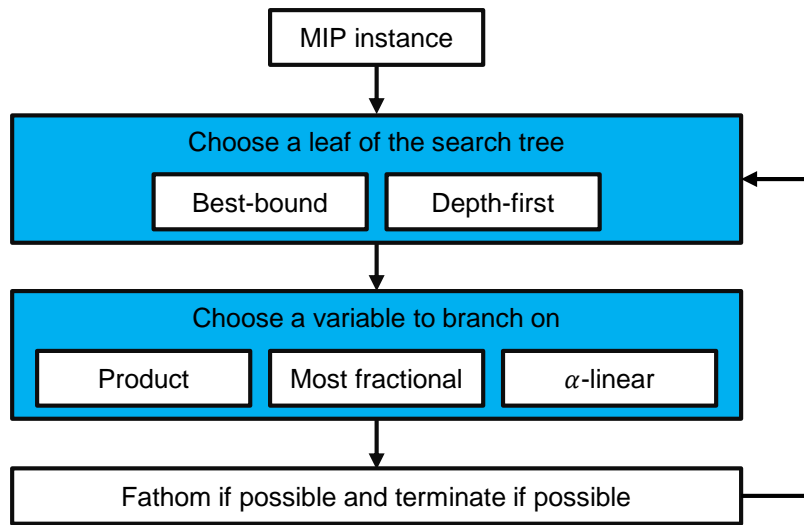 MIP instance
Choose a leaf of the search tree
Best-bound
Depth-first
Choose a variable to branch on
Product
Most fractional
𝛼-linear
Fathom if possible and terminate if possible